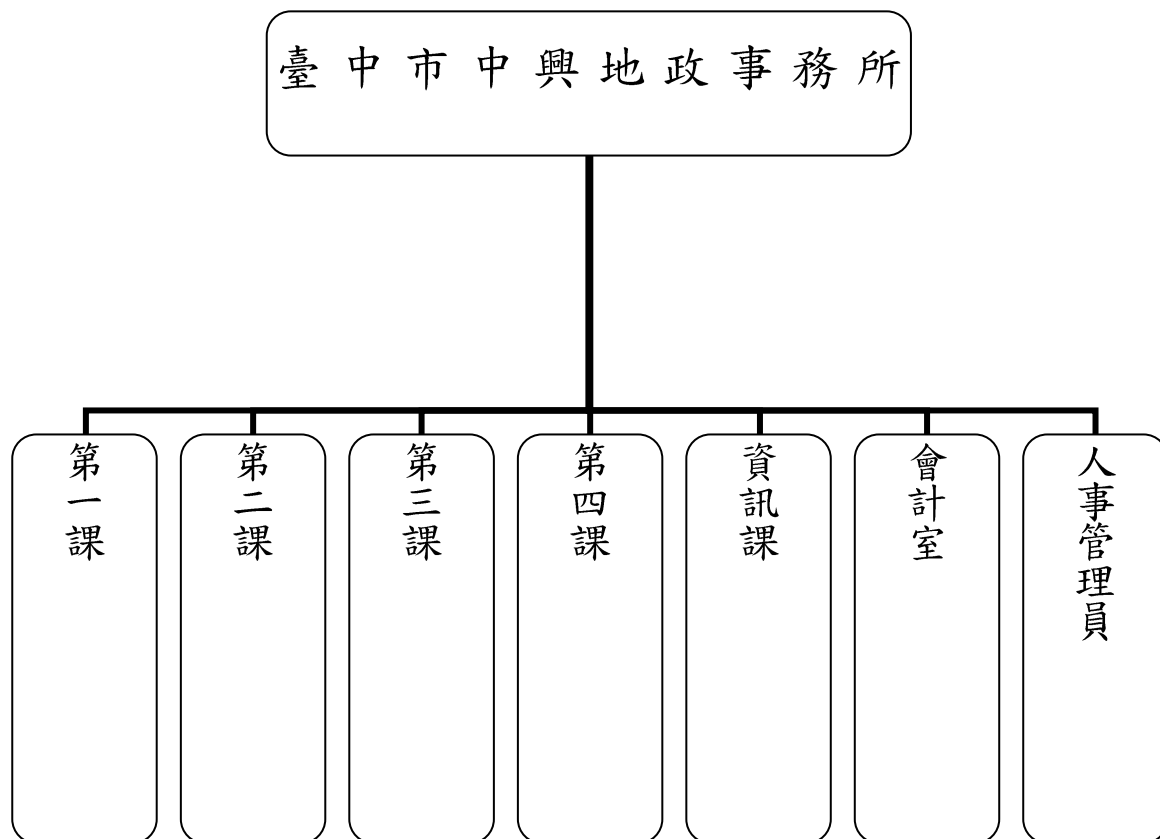 臺中市中興地政事務所
第一課
第二課
第三課
第四課
資訊課
會計室
人事管理員